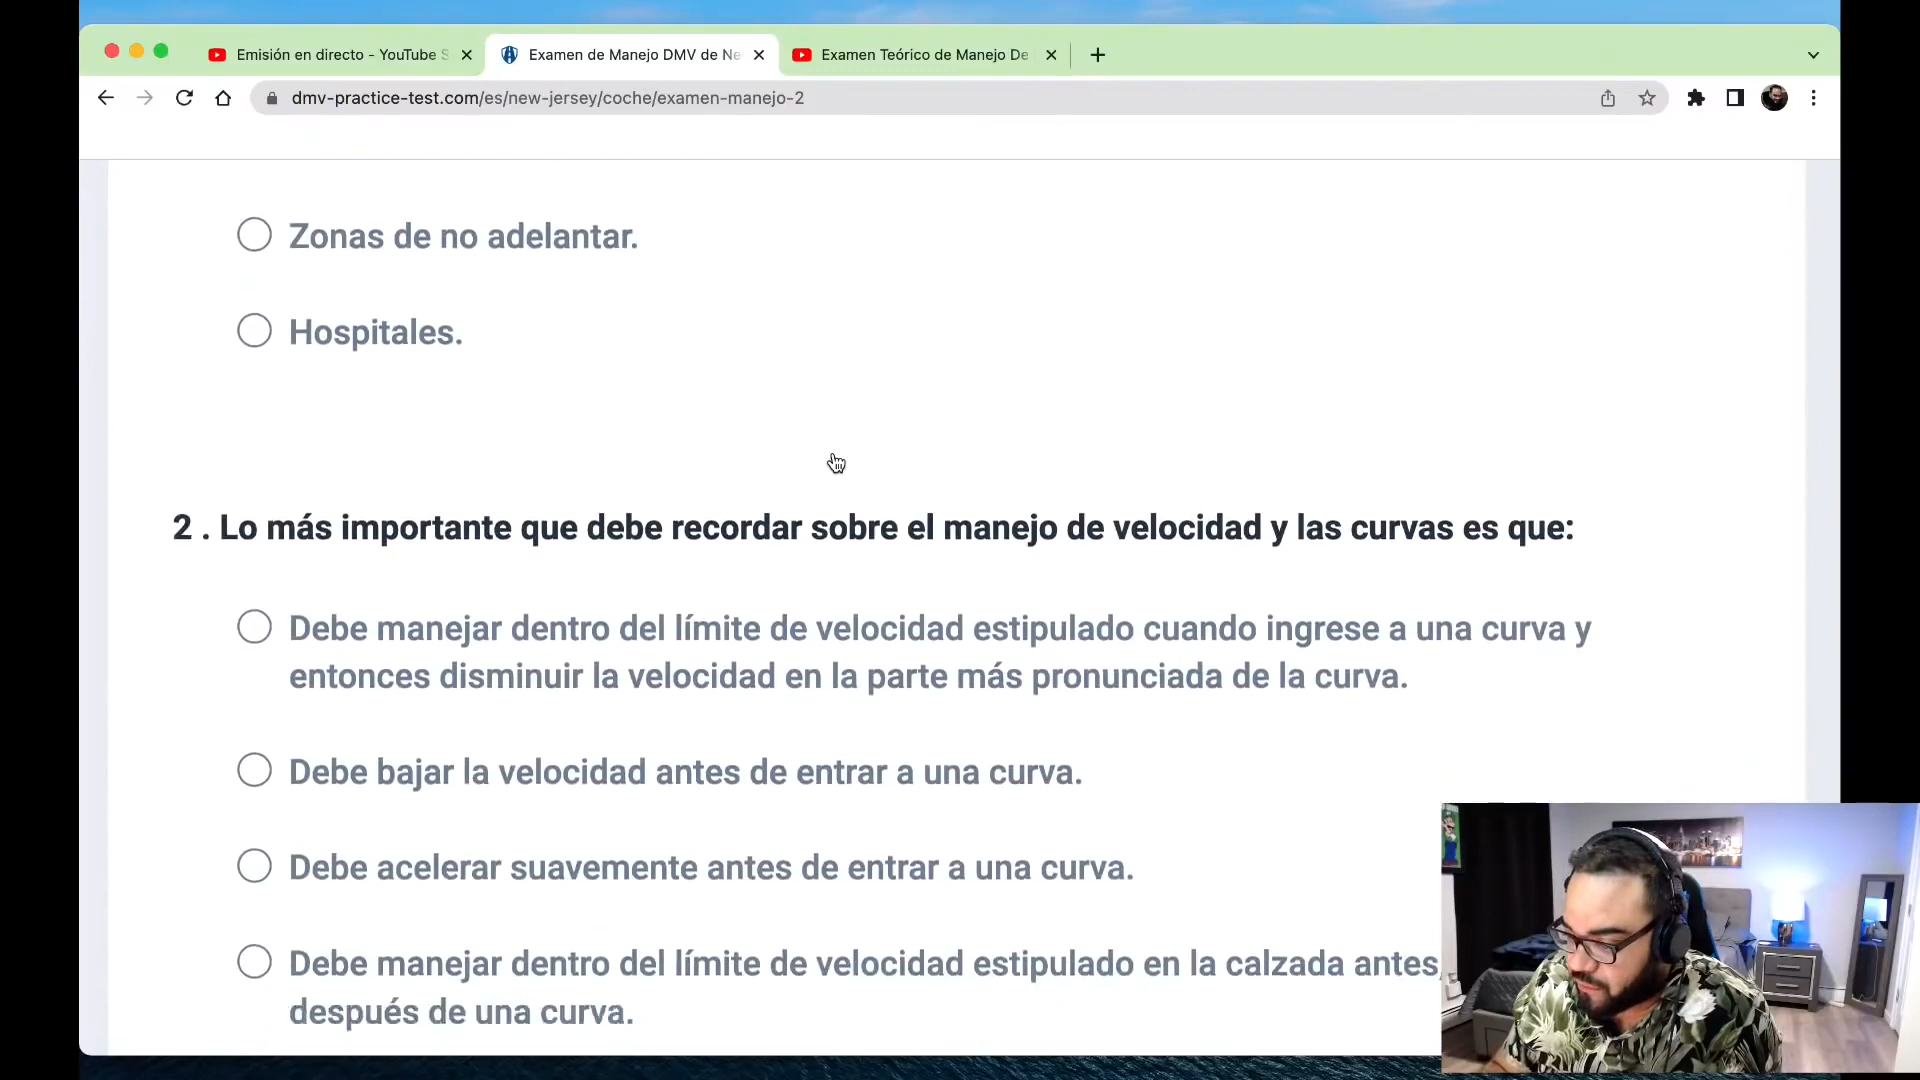 Emisión en directo - YouTube S
Examen de Manejo DMV de Ne
Examen Teórico de Manejo De
dmv-practice-test.com/es/new-jersey/coche/examen-manejo-2
Zonas de no adelantar.
Hospitales.
2 . Lo más importante que debe recordar sobre el manejo de velocidad y las curvas es que:
Debe manejar dentro del límite de velocidad estipulado cuando ingrese a una curva y
entonces disminuir la velocidad en la parte más pronunciada de la curva.
Debe bajar la velocidad antes de entrar a una curva.
Debe acelerar suavemente antes de entrar a una curva.
Debe manejar dentro del límite de velocidad estipulado en la calzada antes,
después de una curva.